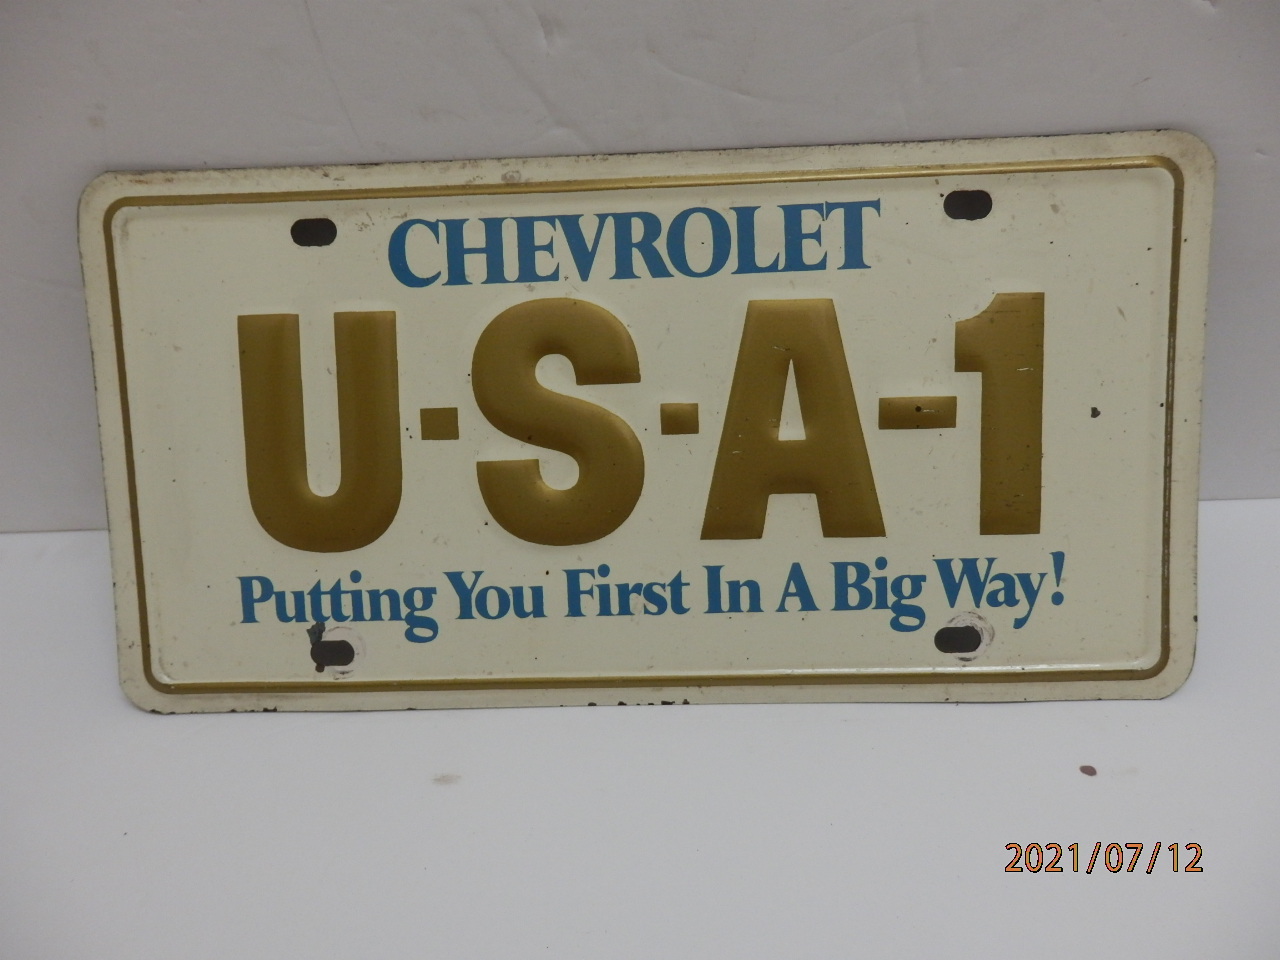 CHEVROLET
U-S-A-1
Putting You First In A Big Way!
2021/07/12